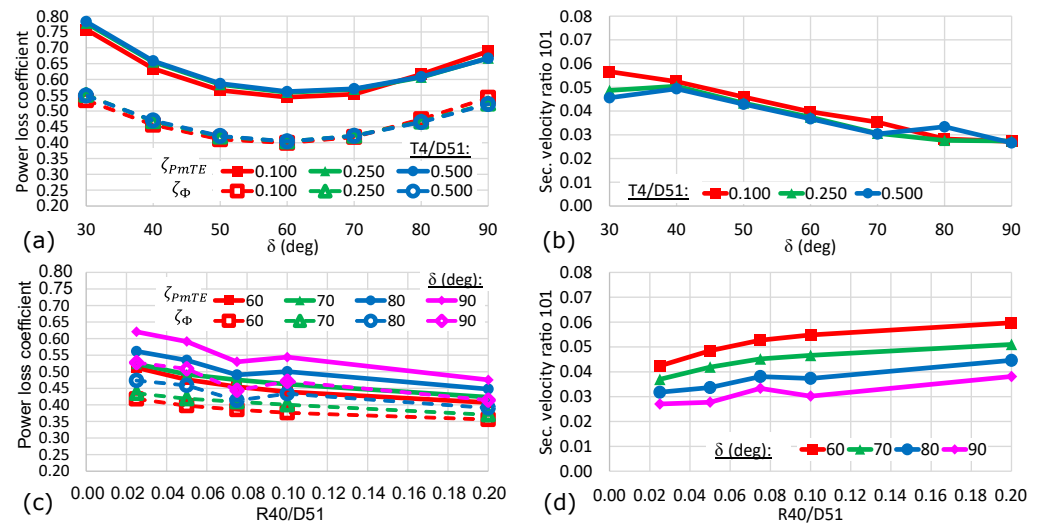 Power loss coefficient
0.80
0.75
0.70
0.65
0.60
0.55
0.50
0.45
0.40
0.35
0.30
0.25
0.20
T4/D51:
ζPmTE 0.100 0.250 0.500
ζΦ 0.100 0.250 0.500
30 40 50 60 70 80 90
(a) δ (deg)
Sec. velocity ratio 101
0.08
0.07
0.06
0.05
0.04
0.03
0.02
0.01
0.00
T4/D51: 0.100 0.250 0.500
30 40 50 60 70 80 90
(b) δ (deg)
Power loss coefficient
0.80
0.75
0.70
0.65
0.60
0.55
0.50
0.45
0.40
0.35
0.30
0.25
0.20
δ (deg):
ζPmTE 60 70 80 90
ζΦ 60 70 80 90
0.00 0.02 0.04 0.06 0.08 0.10 0.12 0.14 0.16 0.18 0.20
(c) R40/D51
Sec. velocity ratio 101
0.08
0.07
0.06
0.05
0.04
0.03
0.02
0.01
0.00
δ (deg): 60 70 80 90
0.00 0.02 0.04 0.06 0.08 0.10 0.12 0.14 0.16 0.18 0.20
(d) R40/D51